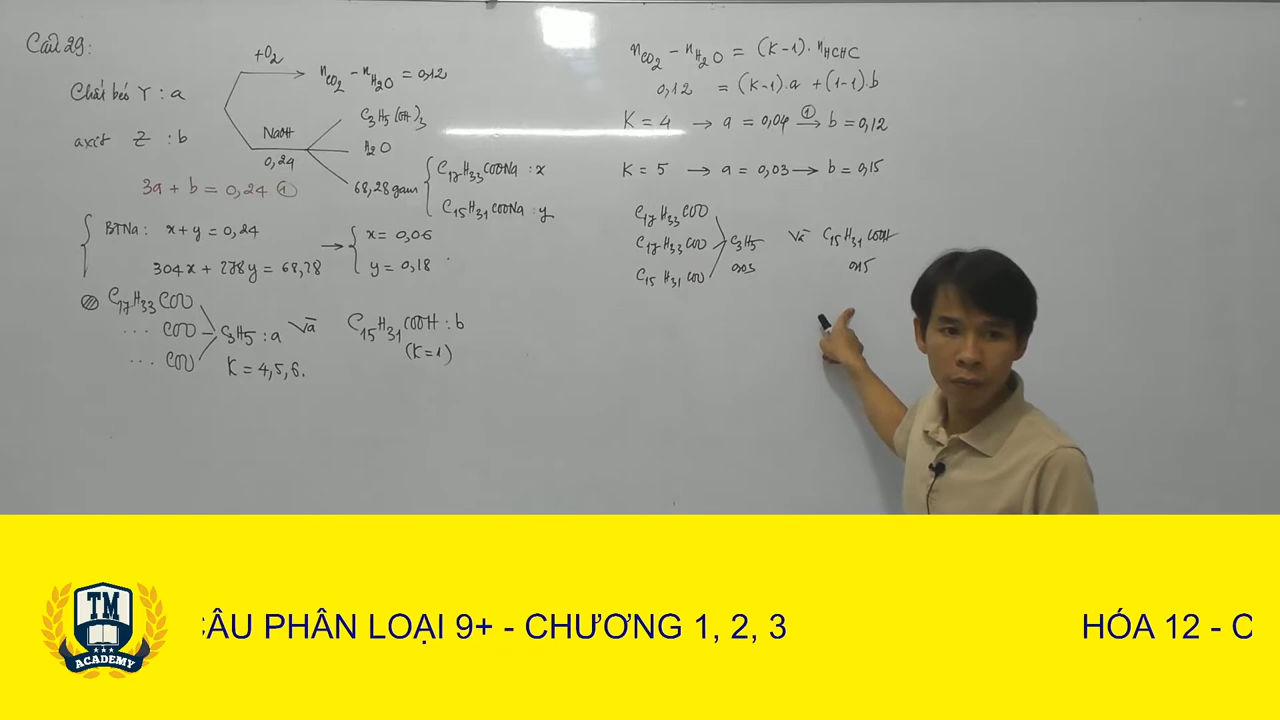 Câu 29:
+O2
Chất béo Y : a
nCO2 - nH2O = 0,12
axit Z : b
NaOH
0,24
C3H5(OH)3
H2O
68,28 gam
C17H33COONa : x
C15H31COONa : y
3a + b = 0,24 ①
BTNa: x+y = 0,24
304x + 278y = 68,28
→
x = 0,06
y = 0,18
C17H33COO
... COO
... COO
C3H5 : a và C15H31COOH : b
K = 4,5,6.
(K=1)
nCO2 - nH2O = (K-1). nHCHC
0,12 = (K-1).a + (1-1).b
K = 4 → a = 0,04 ①→ b = 0,12
K = 5 → a = 0,03 → b = 0,15
C17H33COO
C17H33COO
C15H31COO
C3H5 và C15H31COOH
0,03
0,15
TM
ACADEMY
CÂU PHÂN LOẠI 9+ - CHƯƠNG 1, 2, 3
HÓA 12 - C